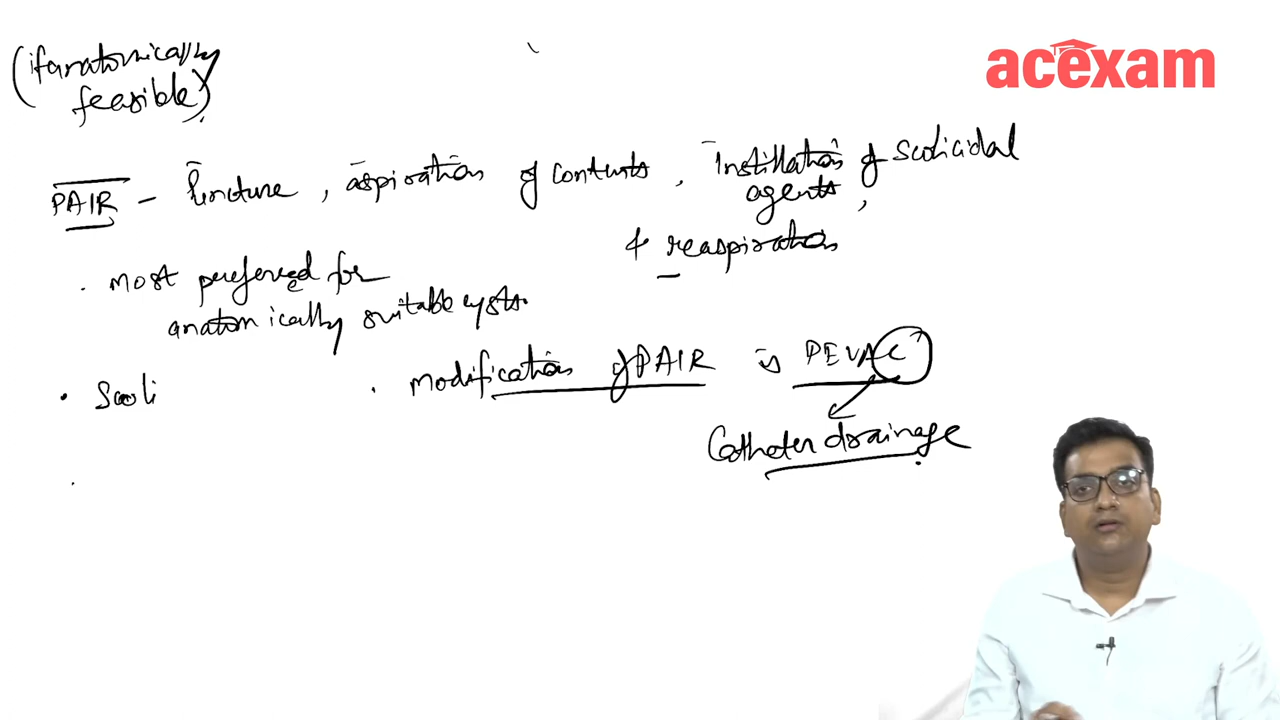 (if anatomically
feasible).
acexam
PAIR - Puncture, aspiration of contents, instillation of scolicidal
agents,
& reaspiration
. most preferred for
anatomically suitable cysts.
. modification of PAIR is PEVAC
• Scoli
Catheter drainage